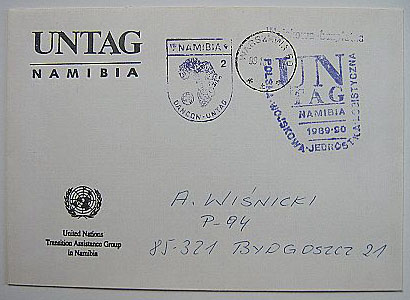 UNTAG
NAMIBIA
NAMIBIA
2
DANCON-UNTAG
WARSZAWA
UN
TAG
NAMIBIA
1989-90
POLSKA WOJSKOWA JEDNOSTKA LOGISTYCZNA
A. WIŚNICKI
P-94
85-321 BYDGOSZCZ 21
United Nations
Transition Assistance Group
in Namibia